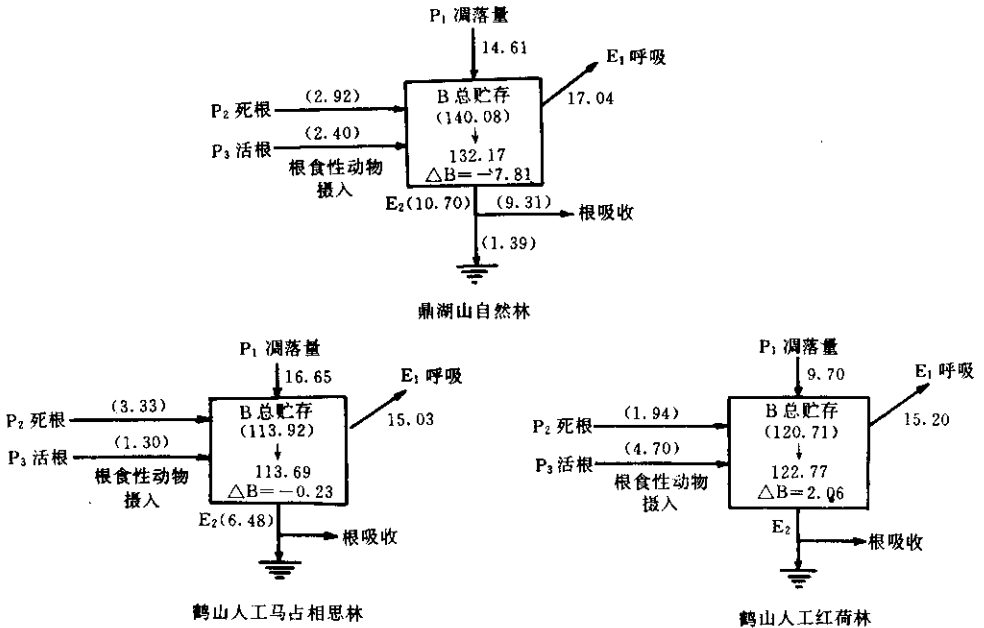 P₁ 凋落量
14.61
E₁ 呼吸
17.04
P₂ 死根
(2.92)
P₃ 活根
(2.40)
根食性动物
摄入
B 总贮存
(140.08)
132.17
△B=-7.81
E₂(10.70)
(9.31)
根吸收
(1.39)
鼎湖山自然林
P₁ 凋落量
16.65
E₁ 呼吸
15.03
P₂ 死根
(3.33)
P₃ 活根
(1.30)
根食性动物
摄入
B 总贮存
(113.92)
113.69
△B=-0.23
E₂(6.48)
根吸收
鹤山人工马占相思林
P₁ 凋落量
9.70
E₁ 呼吸
15.20
P₂ 死根
(1.94)
P₃ 活根
(4.70)
根食性动物
摄入
B 总贮存
(120.71)
122.77
△B=2.06
E₂
根吸收
鹤山人工红荷林